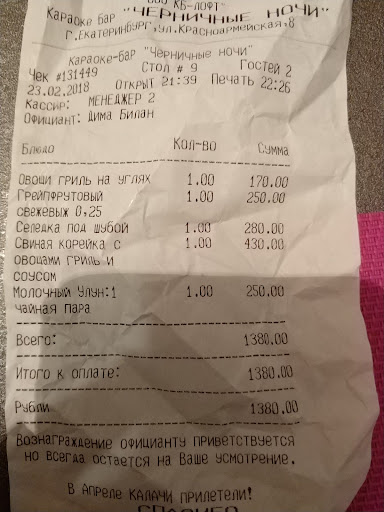 ООО "КБ-ЛОФТ"
Караоке бар "ЧЕРНИЧНЫЕ НОЧИ"
г.Екатеринбург,ул.Красноармейская,8
Караоке-бар "Черничные ночи"
Чек #131449 Стол # 9 Гостей 2
23.02.2018 Открыт 21:39 Печать 22:26
Кассир: МЕНЕДЖЕР 2
Официант: Дима Билан
Блюдо Кол-во Сумма
Овощи гриль на углях 1.00 170.00
Грейпфрутовый 1.00 250.00
свежевыж 0,25
Селедка под шубой 1.00 280.00
Свиная корейка с 1.00 430.00
овощами гриль и
соусом
Молочный Улун:1 1.00 250.00
чайная пара
Всего: 1380.00
Итого к оплате: 1380.00
Рубли 1380.00
Вознаграждение официанту приветствуется
но всегда остается на Ваше усмотрение.
В Апреле КАЛАЧИ ПРИЛЕТЕЛИ!
СПАСИБО